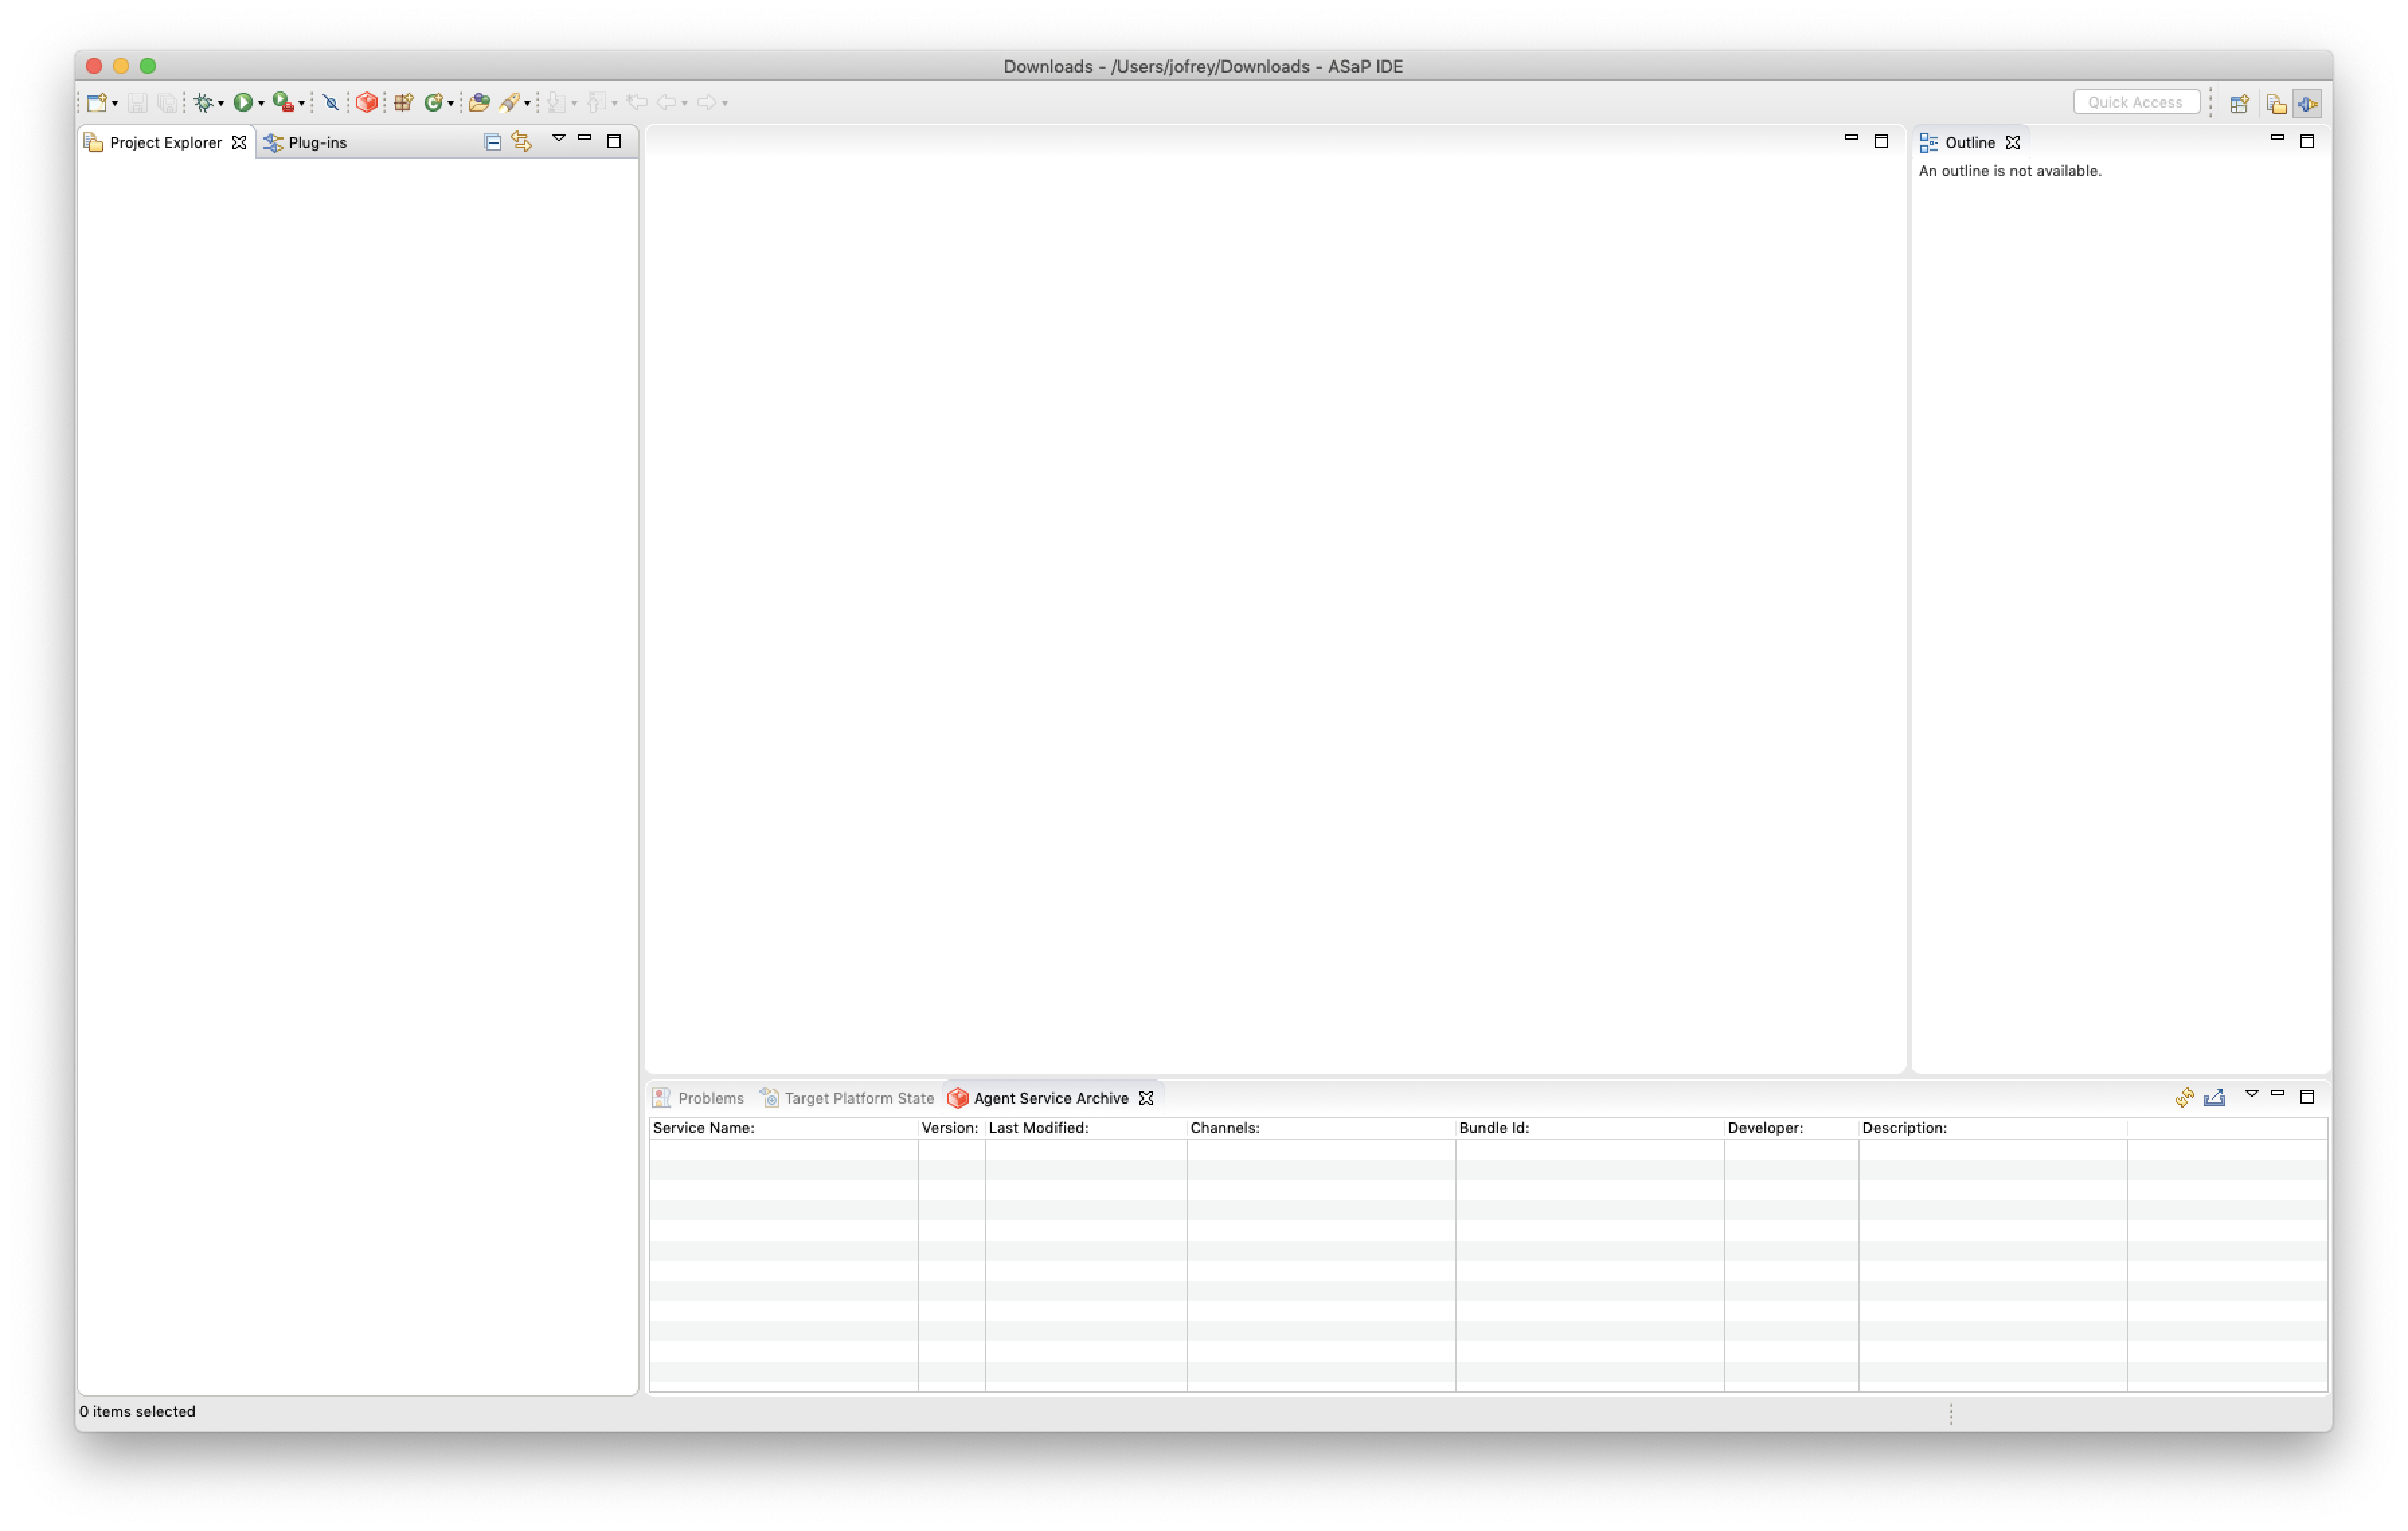 Downloads - /Users/jofrey/Downloads - ASaP IDE
Quick Access
Project Explorer Plug-ins
Outline
An outline is not available.
Problems Target Platform State Agent Service Archive
Service Name: Version: Last Modified: Channels: Bundle Id: Developer: Description:
0 items selected